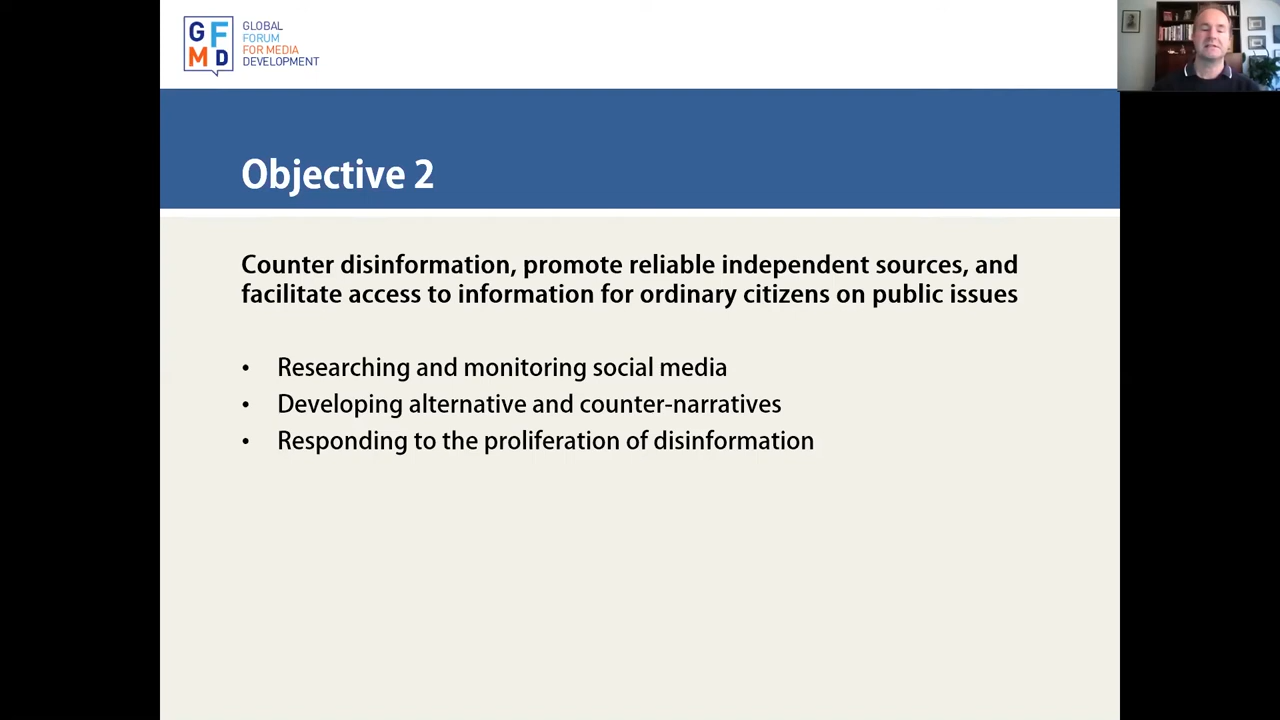 GLOBAL
FORUM
FOR MEDIA
DEVELOPMENT
G F
M D
Objective 2
Counter disinformation, promote reliable independent sources, and
facilitate access to information for ordinary citizens on public issues
• Researching and monitoring social media
• Developing alternative and counter-narratives
• Responding to the proliferation of disinformation